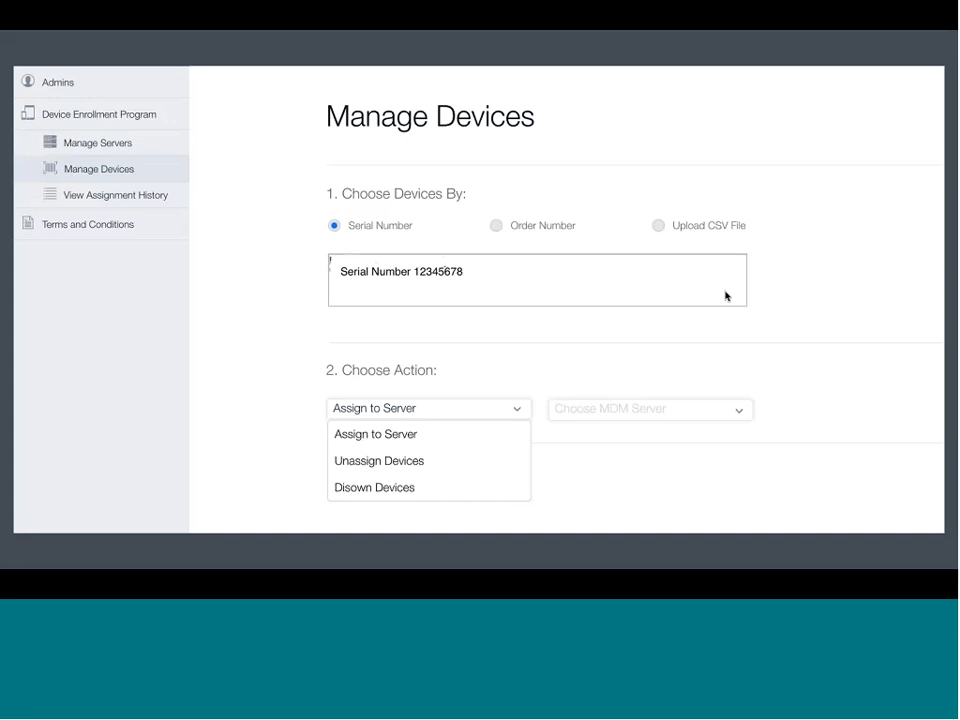 Admins
Device Enrollment Program
Manage Servers
Manage Devices
View Assignment History
Terms and Conditions
Manage Devices
1. Choose Devices By:
Serial Number
Order Number
Upload CSV File
Serial Number 12345678
2. Choose Action:
Assign to Server
Choose MDM Server
Assign to Server
Unassign Devices
Disown Devices